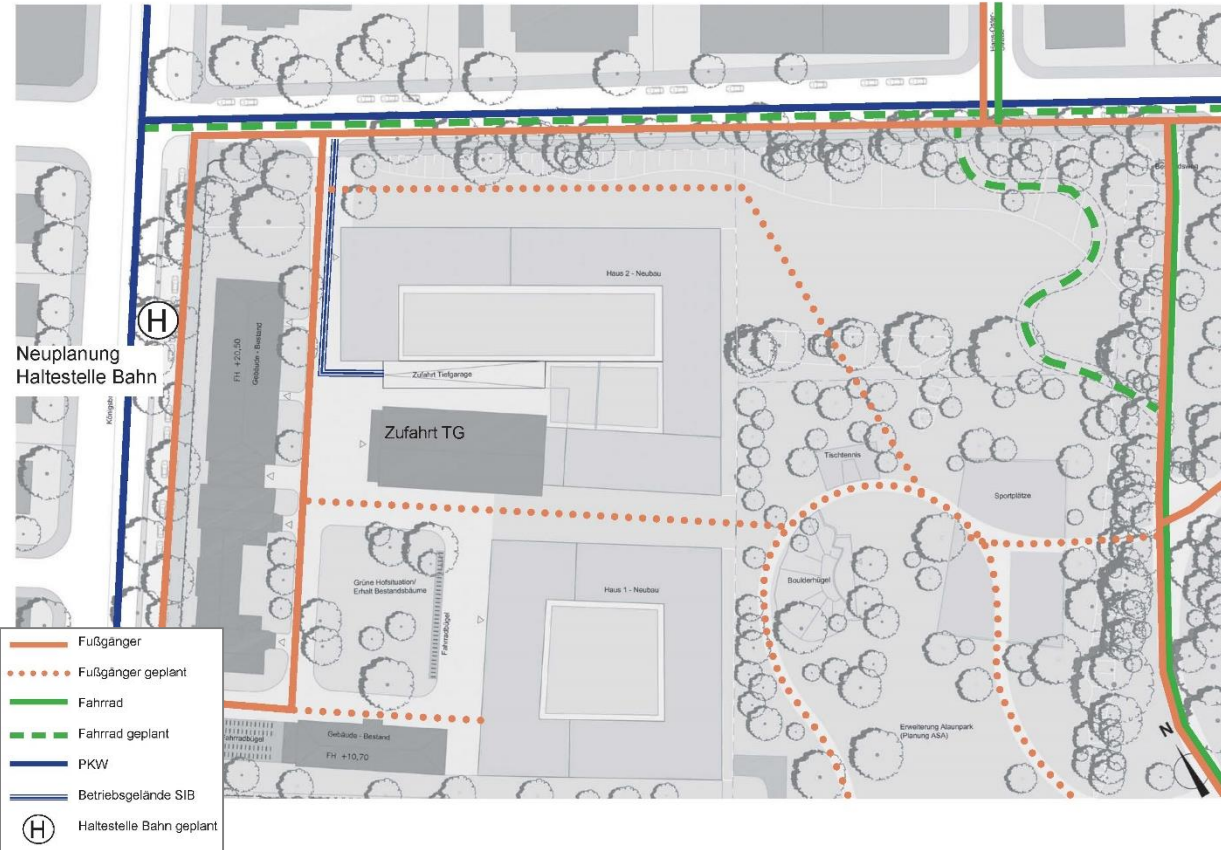 Haus 2 - Neubau
Neuplanung
Haltestelle Bahn
H
FH +20,50
Gebäude - Bestand
Zufahrt Tiefgarage
Zufahrt TG
Tischtennis
Sportplätze
Boulderhügel
Grüne Hofsituation/
Erhalt Bestandsbäume
Fahrradbügel
Haus 1 - Neubau
Erweiterung Alaunpark
(Planung ASA)
Gebäude - Bestand
FH +10,70
Fahrradbügel
N
Fußgänger
Fußgänger geplant
Fahrrad
Fahrrad geplant
PKW
Betriebsgelände SIB
H
Haltestelle Bahn geplant